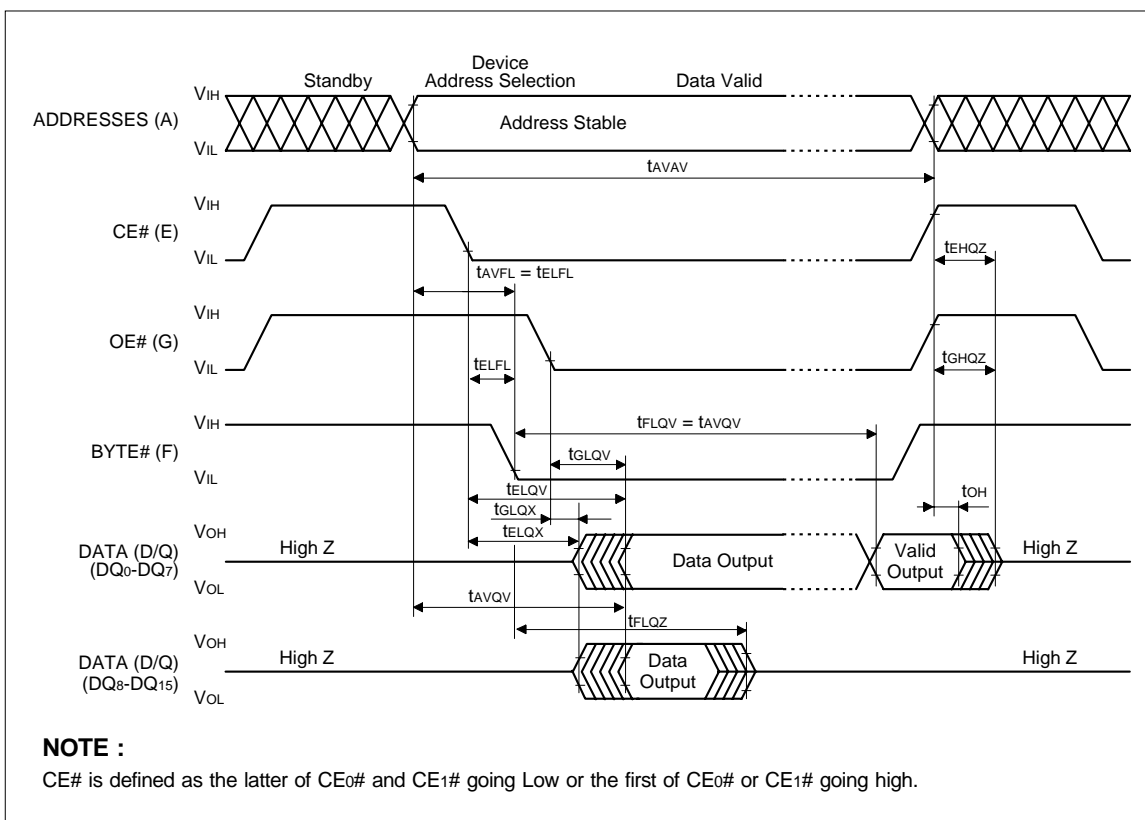 Device
Standby Address Selection Data Valid
VIH
ADDRESSES (A) Address Stable
VIL
tAVAV
VIH
CE# (E)
VIL tEHQZ
tAVFL = tELFL
VIH
OE# (G)
VIL tELFL tGHQZ
VIH
tFLQV = tAVQV
BYTE# (F)
tGLQV
VIL
tELQV tOH
tGLQX
tELQX
VOH
DATA (D/Q) High Z Data Output Valid High Z
(DQ0-DQ7) Output
VOL
tAVQV
tFLQZ
VOH
DATA (D/Q) High Z Data High Z
(DQ8-DQ15) Output
VOL
NOTE :
CE# is defined as the latter of CE0# and CE1# going Low or the first of CE0# or CE1# going high.